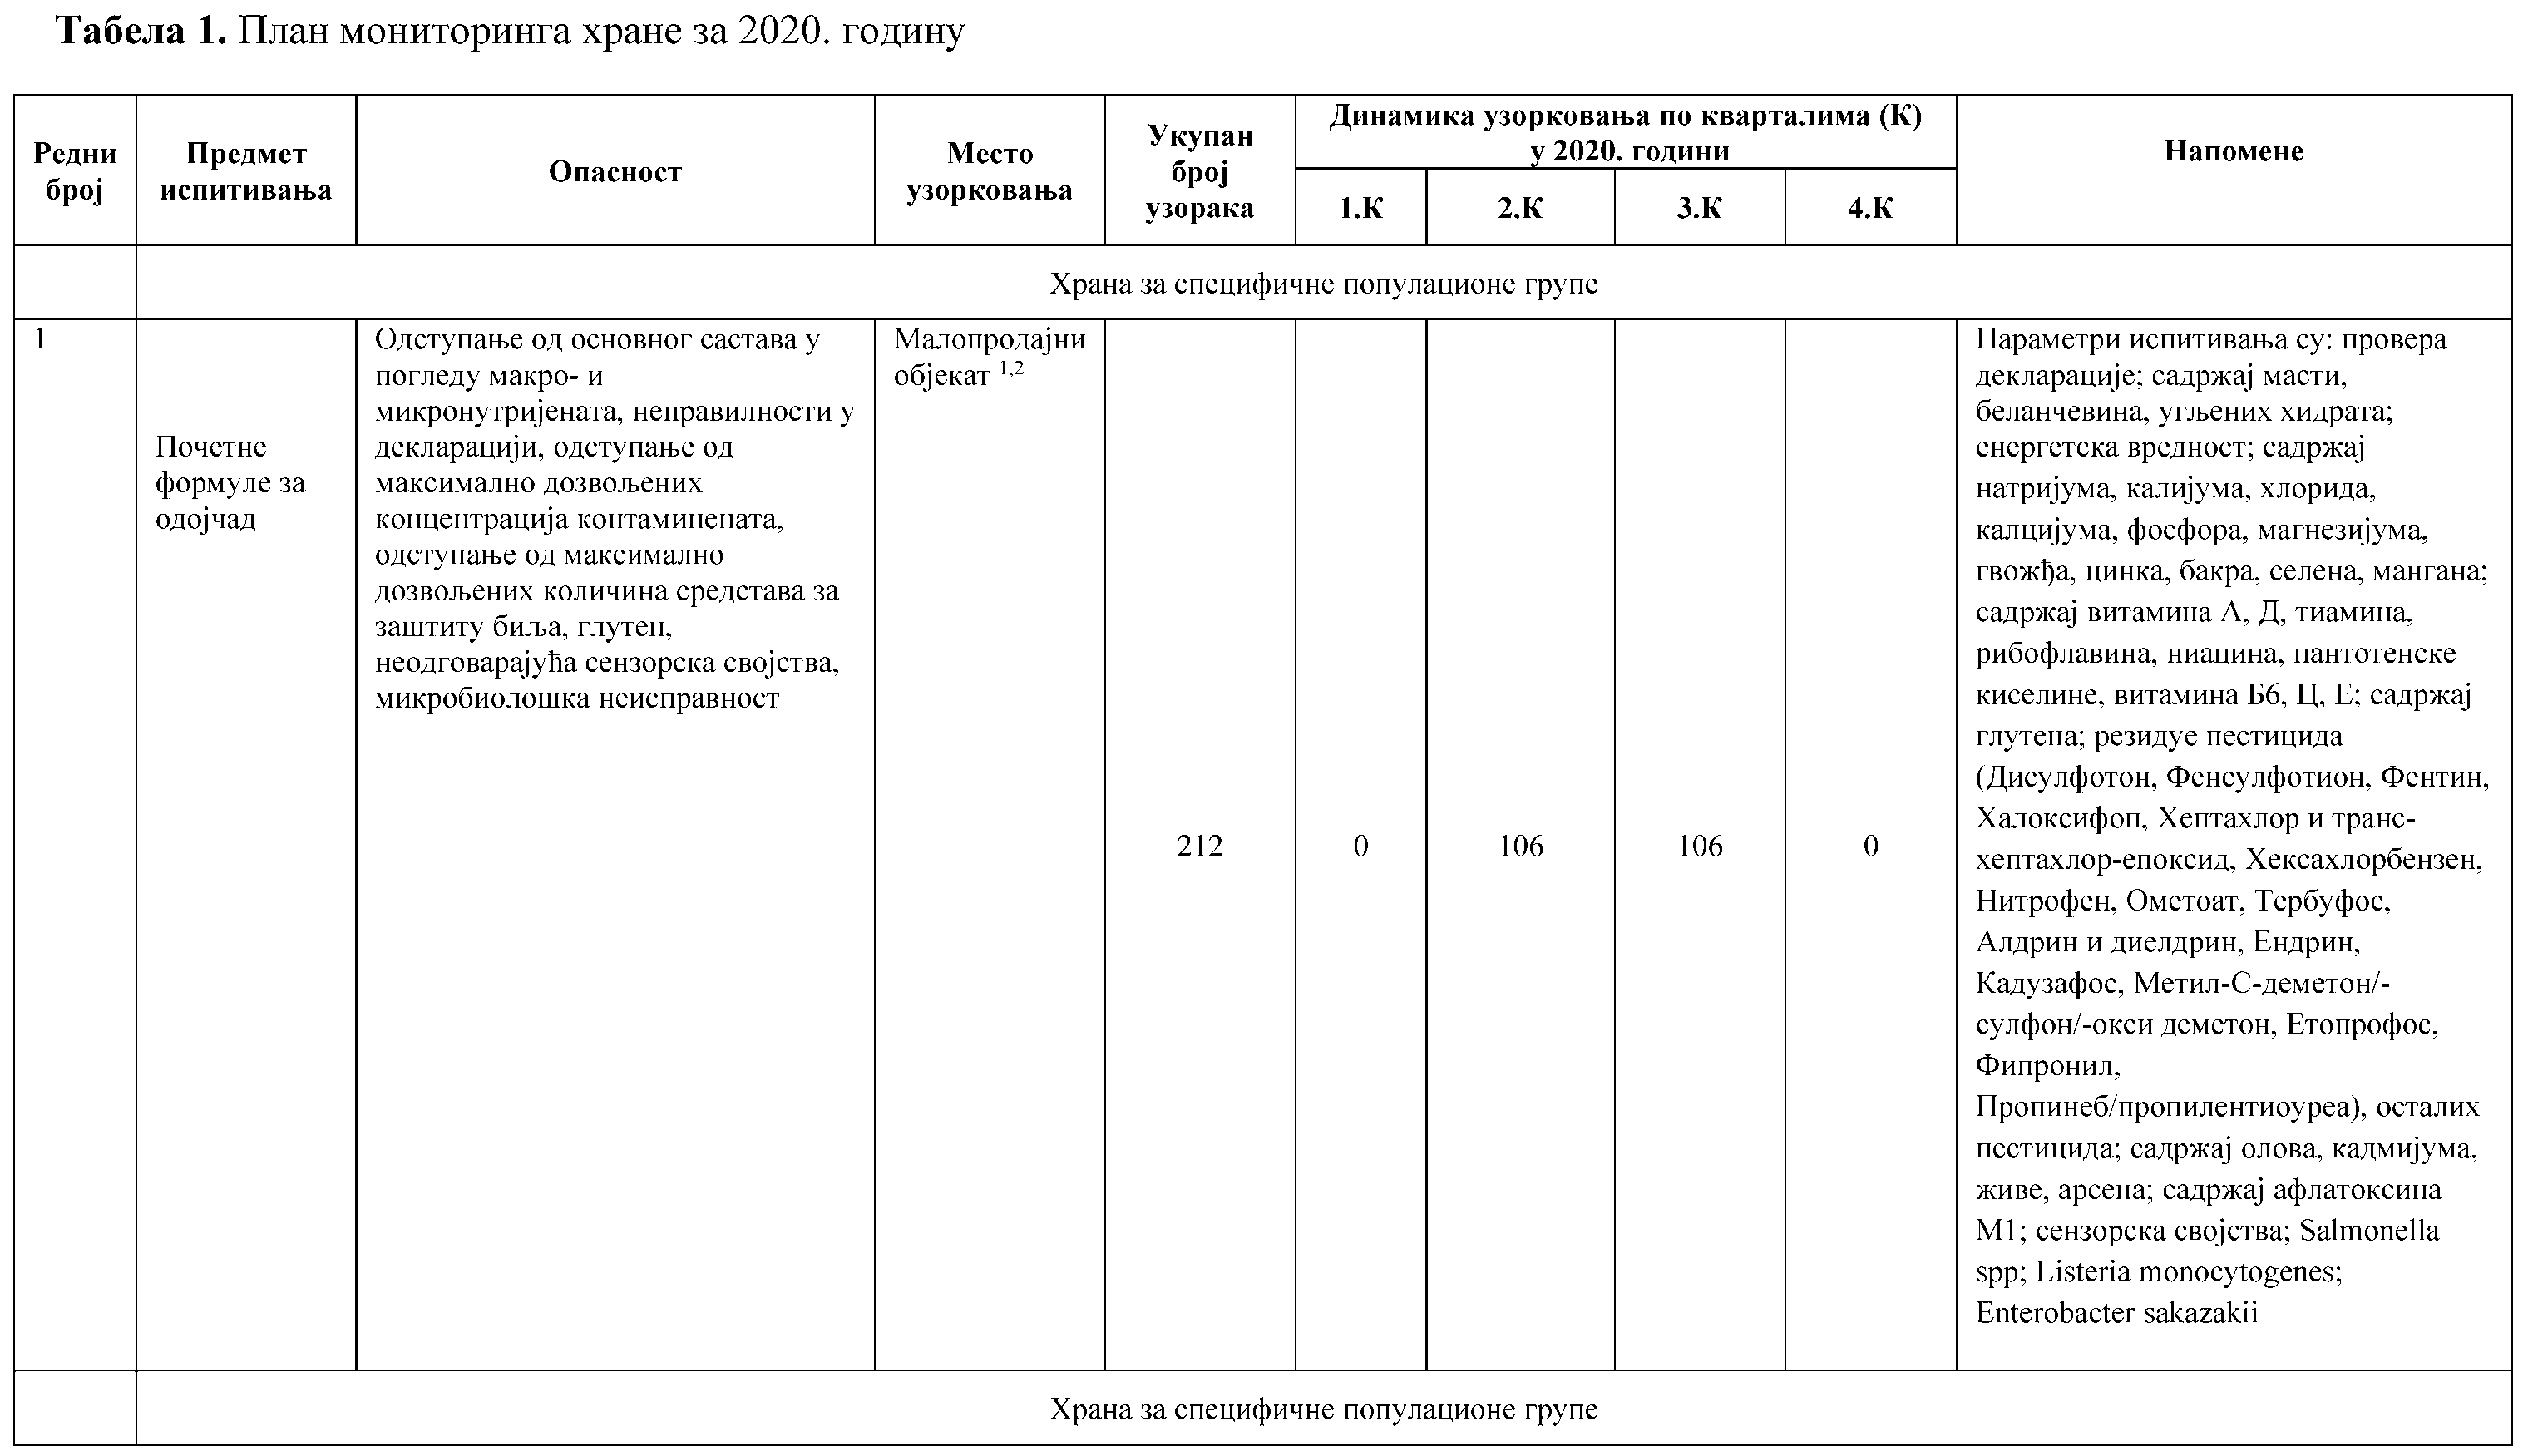 Табела 1. План мониторинга хране за 2020. годину
Редни број
Предмет испитивања
Опасност
Место узорковања
Укупан број узорака
Динамика узорковања по кварталима (К) у 2020. години
1.К
2.К
3.К
4.К
Напомене
Храна за специфичне популационе групе
1
Почетне
формуле за
одојчад
Одступање од основног састава у
погледу макро- и
микронутријената, неправилности у
декларацији, одступање од
максимално дозвољених
концентрација контаминената,
одступање од максимално
дозвољених количина средстава за
заштиту биља, глутен,
неодговарајућа сензорска својства,
микробиолошка неисправност
Малопродајни
објекат 1,2
212
0
106
106
0
Параметри испитивања су: провера
декларације; садржај масти,
беланчевина, угљених хидрата;
енергетска вредност; садржај
натријума, калијума, хлорида,
калцијума, фосфора, магнезијума,
гвожђа, цинка, бакра, селена, мангана;
садржај витамина А, Д, тиамина,
рибофлавина, ниацина, пантотенске
киселине, витамина Б6, Ц, Е; садржај
глутена; резидуе пестицида
(Дисулфотон, Фенсулфотион, Фентин,
Халоксифоп, Хептахлор и транс-
хептахлор-епоксид, Хексахлорбензен,
Нитрофен, Ометоат, Тербуфос,
Алдрин и диелдрин, Ендрин,
Кадузафос, Метил-С-деметон/-
сулфон/-окси деметон, Етопрофос,
Фипронил,
Пропинеб/пропилентиоуреа), осталих
пестицида; садржај олова, кадмијума,
живе, арсена; садржај афлатоксина
М1; сензорска својства; Salmonella
spp; Listeria monocytogenes;
Enterobacter sakazakii
Храна за специфичне популационе групе